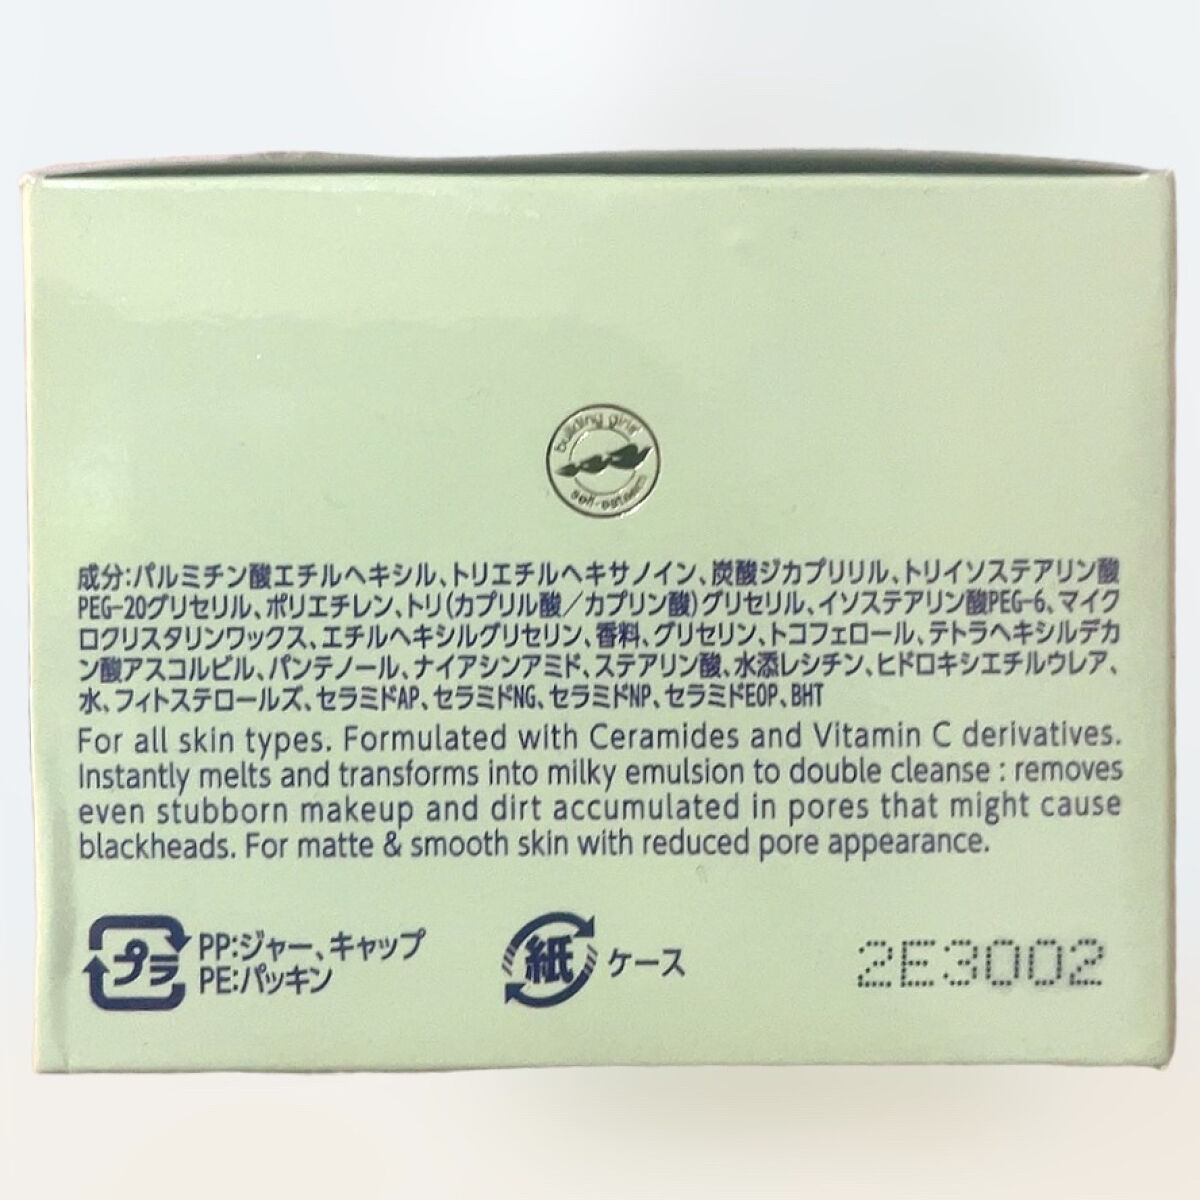 building girls'
self-esteem
成分:パルミチン酸エチルヘキシル、トリエチルヘキサノイン、炭酸ジカプリリル、トリイソステアリン酸
PEG-20グリセリル、ポリエチレン、トリ(カプリル酸／カプリン酸)グリセリル、イソステアリン酸PEG-6、マイク
ロクリスタリンワックス、エチルヘキシルグリセリン、香料、グリセリン、トコフェロール、テトラヘキシルデカ
ン酸アスコルビル、パンテノール、ナイアシンアミド、ステアリン酸、水添レシチン、ヒドロキシエチルウレア、
水、フィトステロールズ、セラミドAP、セラミドNG、セラミドNP、セラミドEOP、BHT
For all skin types. Formulated with Ceramides and Vitamin C derivatives.
Instantly melts and transforms into milky emulsion to double cleanse : removes
even stubborn makeup and dirt accumulated in pores that might cause
blackheads. For matte & smooth skin with reduced pore appearance.
プラ PP:ジャー、キャップ
PE:パッキン
紙 ケース
2E3002